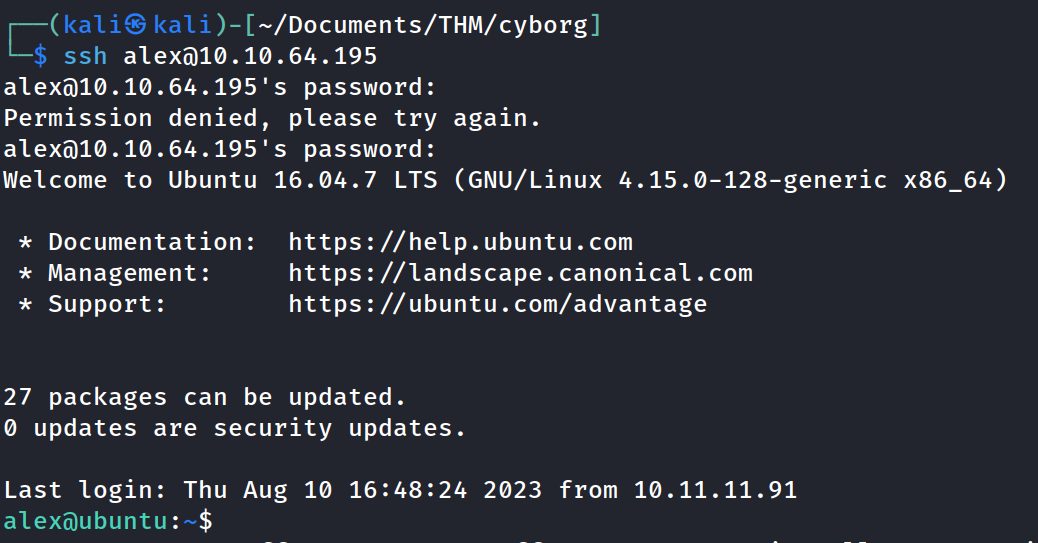 ┌──(kali㉿kali)-[~/Documents/THM/cyborg]
└─$ ssh alex@10.10.64.195
alex@10.10.64.195's password:
Permission denied, please try again.
alex@10.10.64.195's password:
Welcome to Ubuntu 16.04.7 LTS (GNU/Linux 4.15.0-128-generic x86_64)
* Documentation:  https://help.ubuntu.com
* Management:     https://landscape.canonical.com
* Support:        https://ubuntu.com/advantage
27 packages can be updated.
0 updates are security updates.
Last login: Thu Aug 10 16:48:24 2023 from 10.11.11.91
alex@ubuntu:~$